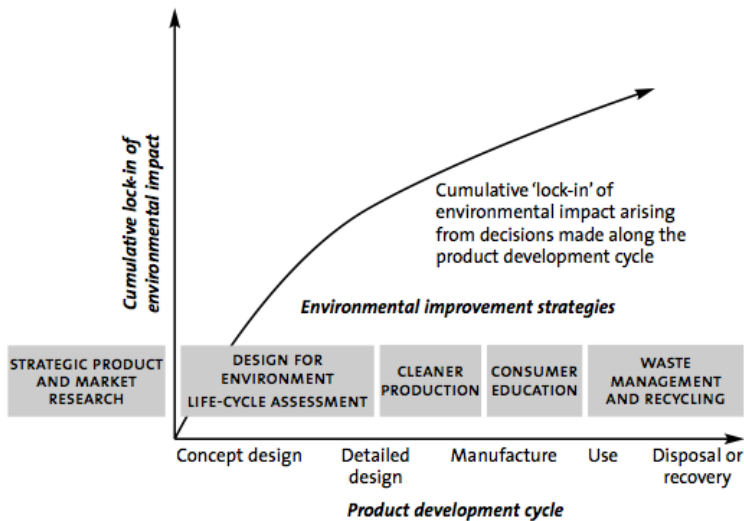 Cumulative lock-in of
environmental impact
Cumulative ‘lock-in’ of
environmental impact arising
from decisions made along the
product development cycle
Environmental improvement strategies
STRATEGIC PRODUCT
AND MARKET
RESEARCH
DESIGN FOR
ENVIRONMENT
LIFE-CYCLE ASSESSMENT
CLEANER
PRODUCTION
CONSUMER
EDUCATION
WASTE
MANAGEMENT
AND RECYCLING
Concept design
Detailed
design
Manufacture
Use
Disposal or
recovery
Product development cycle